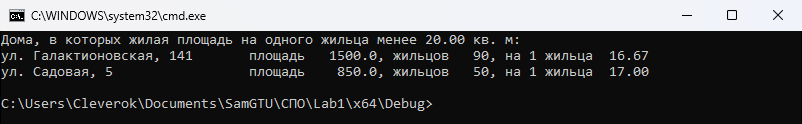 C:\WINDOWS\system32\cmd.exe
Дома, в которых жилая площадь на одного жильца менее 20.00 кв. м:
ул. Галактионовская, 141       площадь   1500.0, жильцов   90, на 1 жильца  16.67
ул. Садовая, 5                 площадь    850.0, жильцов   50, на 1 жильца  17.00
C:\Users\Cleverok\Documents\SamGTU\СПО\Lab1\x64\Debug>